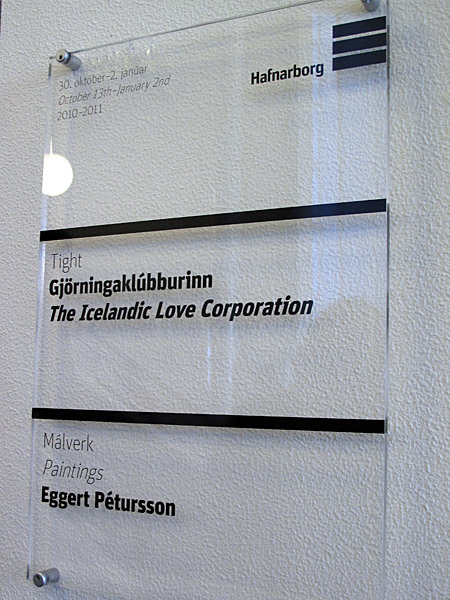 30. október–2. janúar
October 13th–January 2nd
2010–2011
Hafnarborg
Tight
Gjörningaklúbburinn
The Icelandic Love Corporation
Málverk
Paintings
Eggert Pétursson